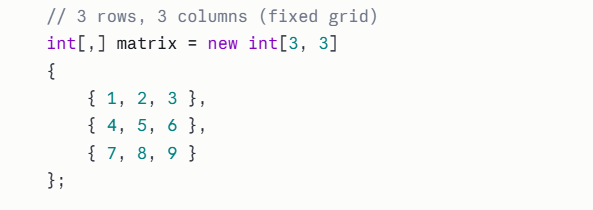 // 3 rows, 3 columns (fixed grid)
int[,] matrix = new int[3, 3]
{
    { 1, 2, 3 },
    { 4, 5, 6 },
    { 7, 8, 9 }
};